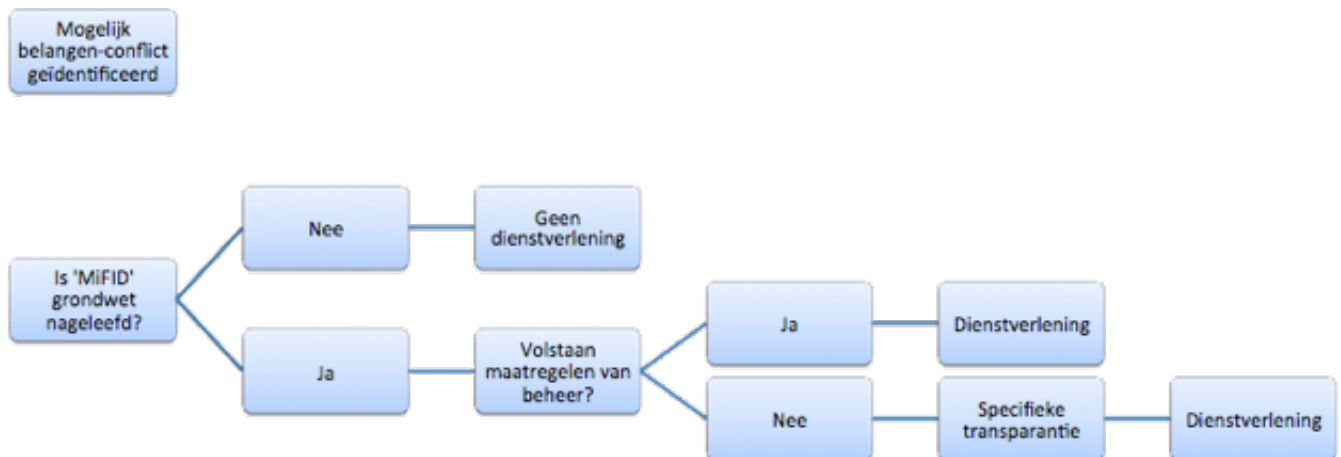 Mogelijk
belangen-conflict
geïdentificeerd
Nee
Geen
dienstverlening
Is 'MiFID'
grondwet
nageleefd?
Ja
Volstaan
maatregelen van
beheer?
Ja
Dienstverlening
Nee
Specifieke
transparantie
Dienstverlening